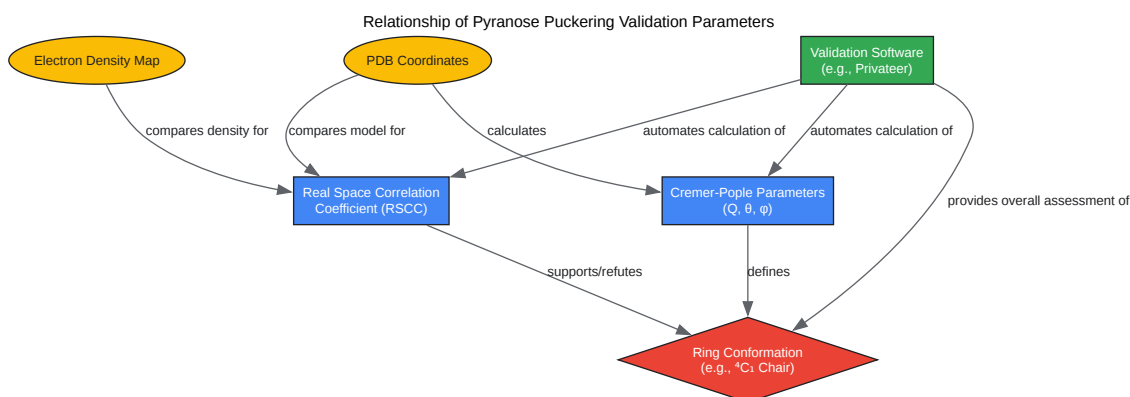 Relationship of Pyranose Puckering Validation Parameters
Electron Density Map
PDB Coordinates
Validation Software
(e.g., Privateer)
compares density for
compares model for
calculates
automates calculation of
automates calculation of
Real Space Correlation
Coefficient (RSCC)
Cremer-Pople Parameters
(Q, θ, φ)
provides overall assessment of
supports/refutes
defines
Ring Conformation
(e.g., ⁴C₁ Chair)